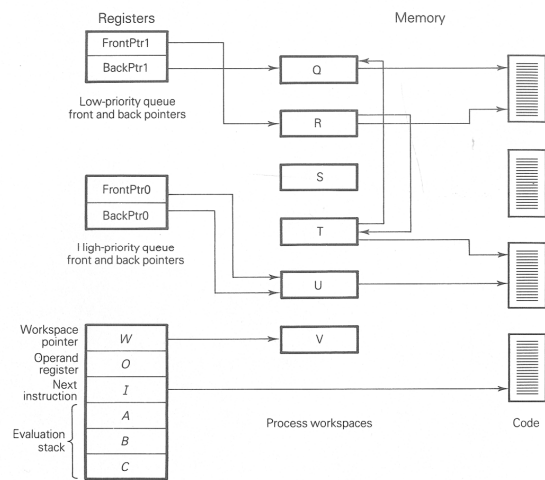 Registers
Memory
FrontPtr1
BackPtr1
Low-priority queue
front and back pointers
Q
R
S
T
U
V
FrontPtr0
BackPtr0
High-priority queue
front and back pointers
Workspace
pointer
W
Operand
register
O
Next
instruction
I
Evaluation
stack
A
B
C
Process workspaces
Code